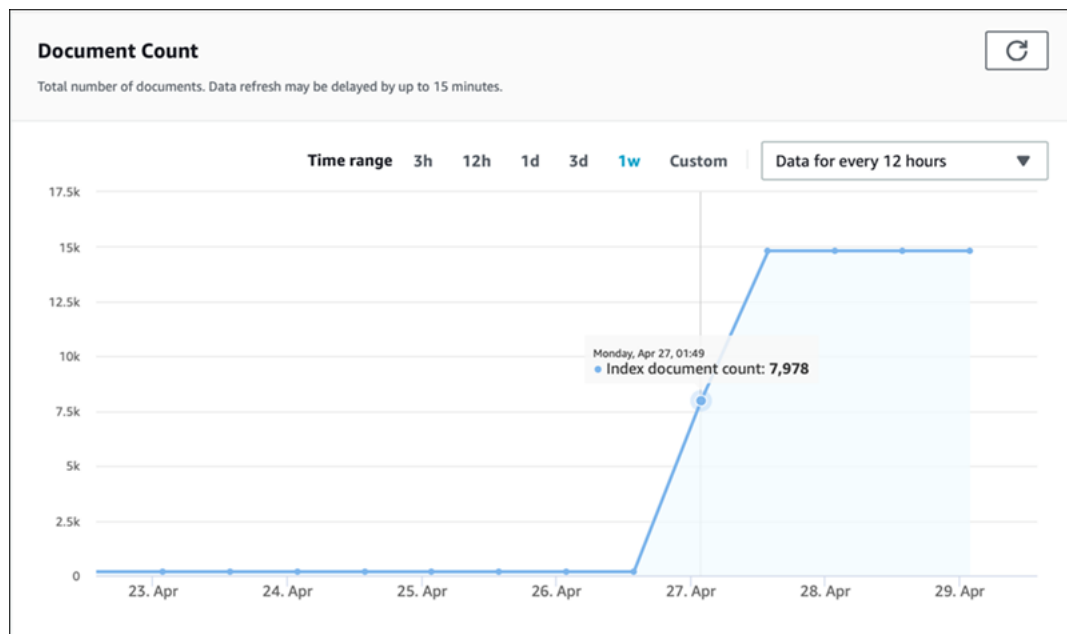 Document Count
Total number of documents. Data refresh may be delayed by up to 15 minutes.
Time range 3h 12h 1d 3d 1w Custom Data for every 12 hours
17.5k
15k
12.5k
10k
Monday, Apr 27, 01:49
Index document count: 7,978
7.5k
5k
2.5k
0
23. Apr 24. Apr 25. Apr 26. Apr 27. Apr 28. Apr 29. Apr